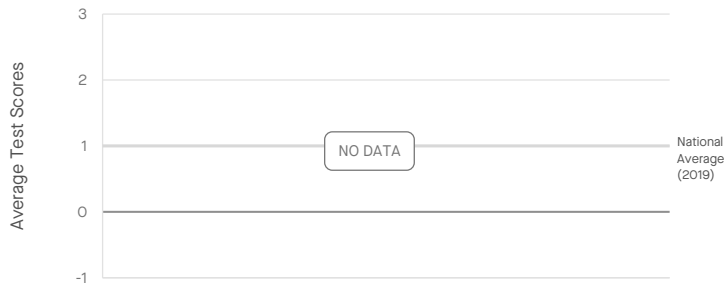 3
2
Average Test Scores
1
NO DATA
National
Average
(2019)
0
-1